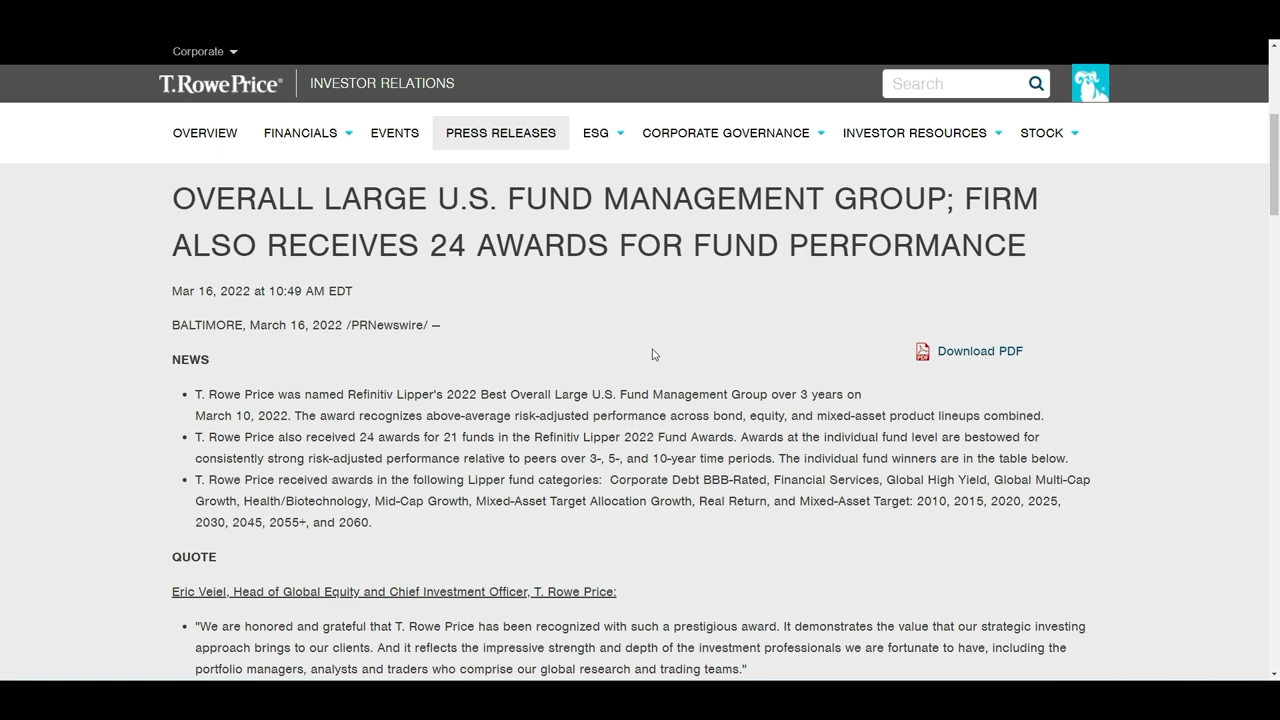 Corporate
T.RowePrice® INVESTOR RELATIONS Search
OVERVIEW FINANCIALS EVENTS PRESS RELEASES ESG CORPORATE GOVERNANCE INVESTOR RESOURCES STOCK
OVERALL LARGE U.S. FUND MANAGEMENT GROUP; FIRM
ALSO RECEIVES 24 AWARDS FOR FUND PERFORMANCE
Mar 16, 2022 at 10:49 AM EDT
BALTIMORE, March 16, 2022 /PRNewswire/ —
Download PDF
NEWS
• T. Rowe Price was named Refinitiv Lipper's 2022 Best Overall Large U.S. Fund Management Group over 3 years on
March 10, 2022. The award recognizes above-average risk-adjusted performance across bond, equity, and mixed-asset product lineups combined.
• T. Rowe Price also received 24 awards for 21 funds in the Refinitiv Lipper 2022 Fund Awards. Awards at the individual fund level are bestowed for
consistently strong risk-adjusted performance relative to peers over 3-, 5-, and 10-year time periods. The individual fund winners are in the table below.
• T. Rowe Price received awards in the following Lipper fund categories: Corporate Debt BBB-Rated, Financial Services, Global High Yield, Global Multi-Cap
Growth, Health/Biotechnology, Mid-Cap Growth, Mixed-Asset Target Allocation Growth, Real Return, and Mixed-Asset Target: 2010, 2015, 2020, 2025,
2030, 2045, 2055+, and 2060.
QUOTE
Eric Veiel, Head of Global Equity and Chief Investment Officer, T. Rowe Price:
• "We are honored and grateful that T. Rowe Price has been recognized with such a prestigious award. It demonstrates the value that our strategic investing
approach brings to our clients. And it reflects the impressive strength and depth of the investment professionals we are fortunate to have, including the
portfolio managers, analysts and traders who comprise our global research and trading teams."